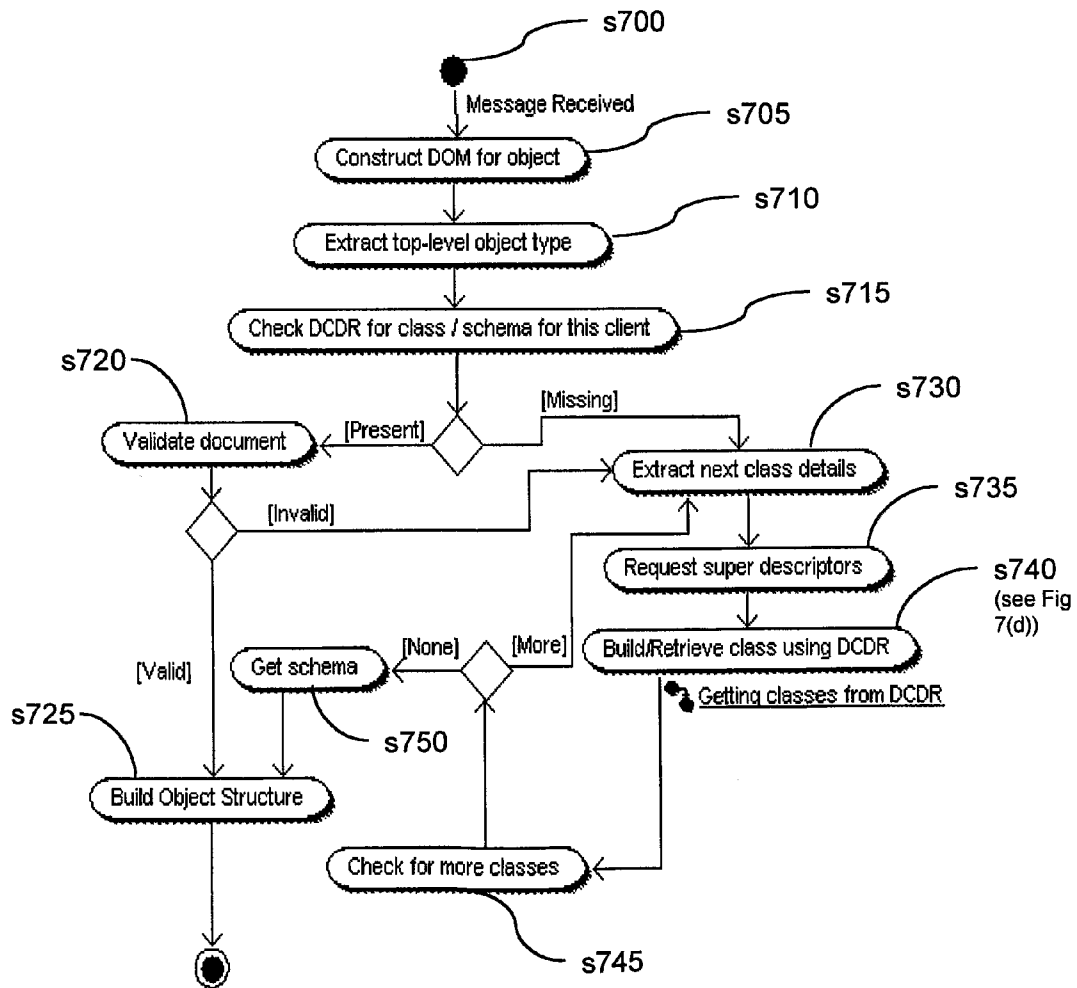 s700
Message Received
s705
Construct DOM for object
s710
Extract top-level object type
s715
Check DCDR for class / schema for this client
s720
[Missing]
s730
[Present]
Validate document
Extract next class details
s735
[Invalid]
Request super descriptors
s740
(see Fig
7(d))
[None]
[More]
Build/Retrieve class using DCDR
[Valid]
Get schema
Getting classes from DCDR
s725
s750
Build Object Structure
Check for more classes
s745